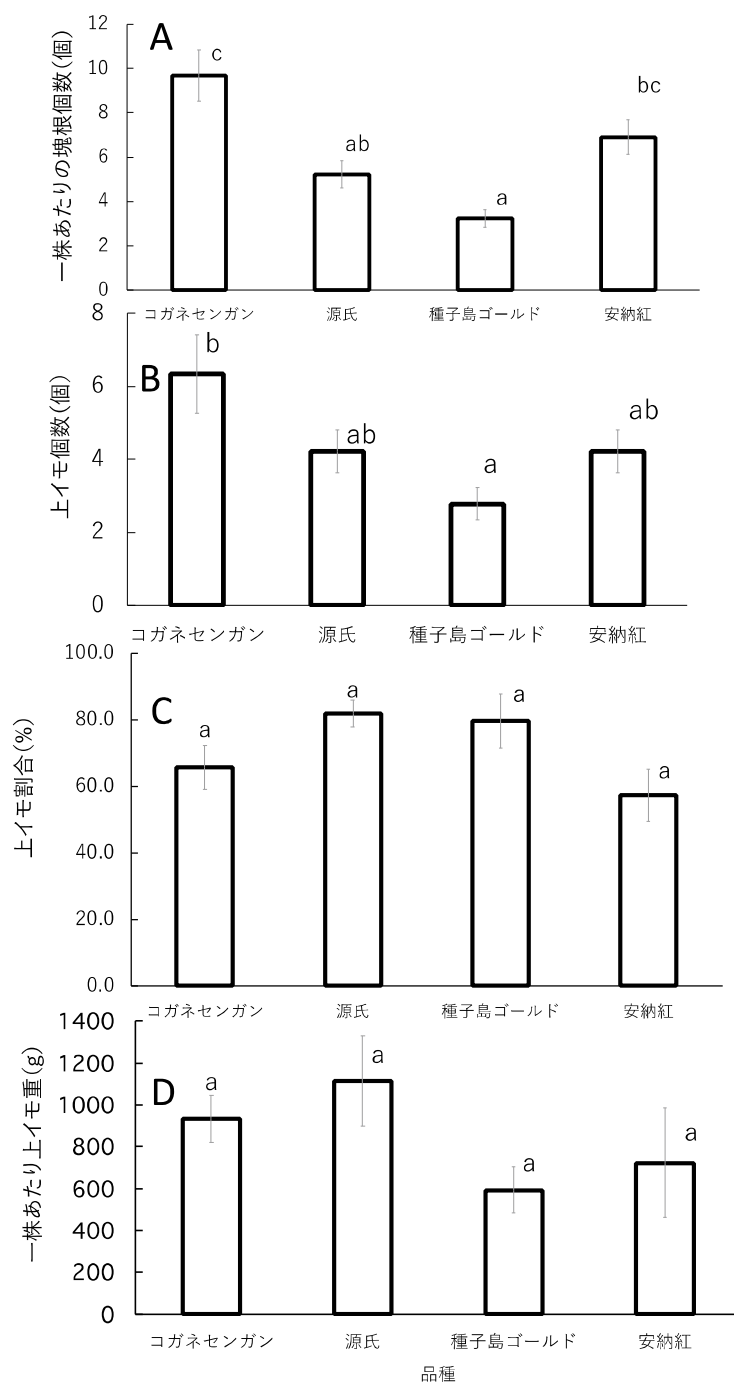 A
一株あたりの塊根個数(個)
12
10
8
6
4
2
0
c
ab
a
bc
コガネセンガン 源氏 種子島ゴールド 安納紅
B
上イモ個数(個)
8
6
4
2
0
b
ab
a
ab
コガネセンガン 源氏 種子島ゴールド 安納紅
C
上イモ割合(%)
100.0
80.0
60.0
40.0
20.0
0.0
a
a
a
a
コガネセンガン 源氏 種子島ゴールド 安納紅
D
一株あたり上イモ重(g)
1400
1200
1000
800
600
400
200
0
a
a
a
a
コガネセンガン 源氏 種子島ゴールド 安納紅
品種